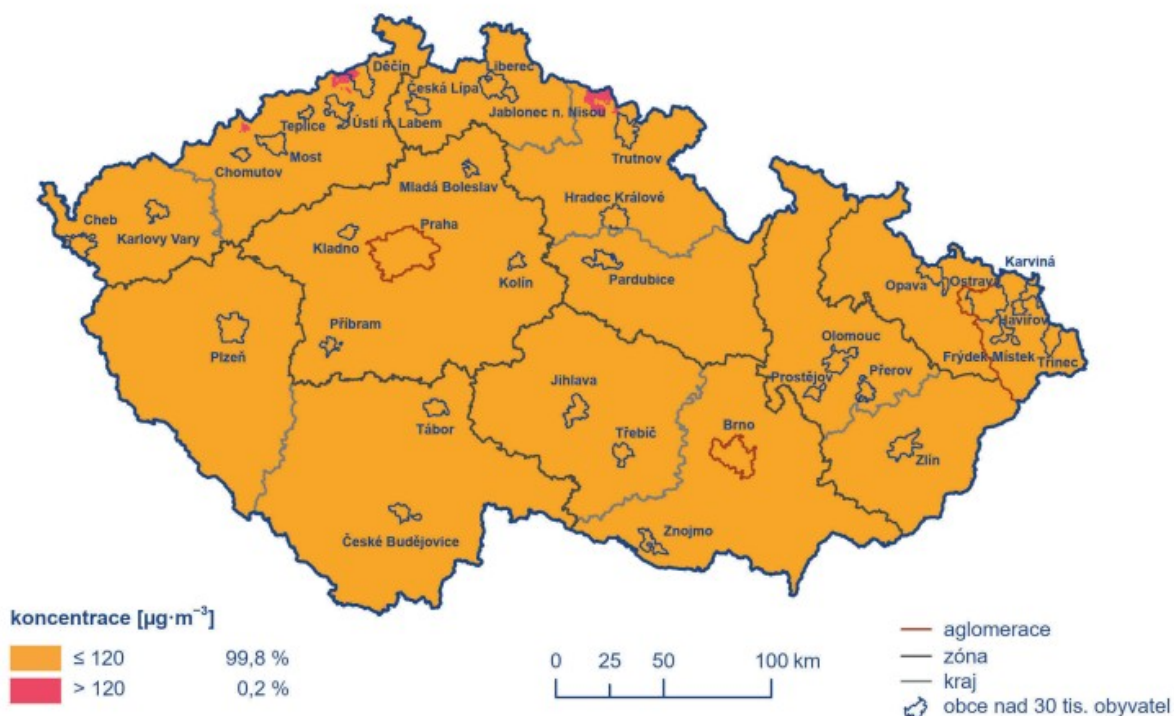 Děčín
Liberec
Česká Lípa
Jablonec n. Nisou
Teplice
Ústí n. Labem
Most
Chomutov
Trutnov
Mladá Boleslav
Hradec Králové
Cheb
Karlovy Vary
Kladno
Praha
Kolín
Pardubice
Karviná
Opava
Ostrava
Havířov
Plzeň
Příbram
Olomouc
Frýdek Místek
Třinec
Jihlava
Prostějov
Přerov
Tábor
Třebíč
Brno
Zlín
České Budějovice
Znojmo
koncentrace [µg·m⁻³]
≤ 120 99,8 %
> 120 0,2 %
0 25 50 100 km
aglomerace
zóna
kraj
obce nad 30 tis. obyvatel